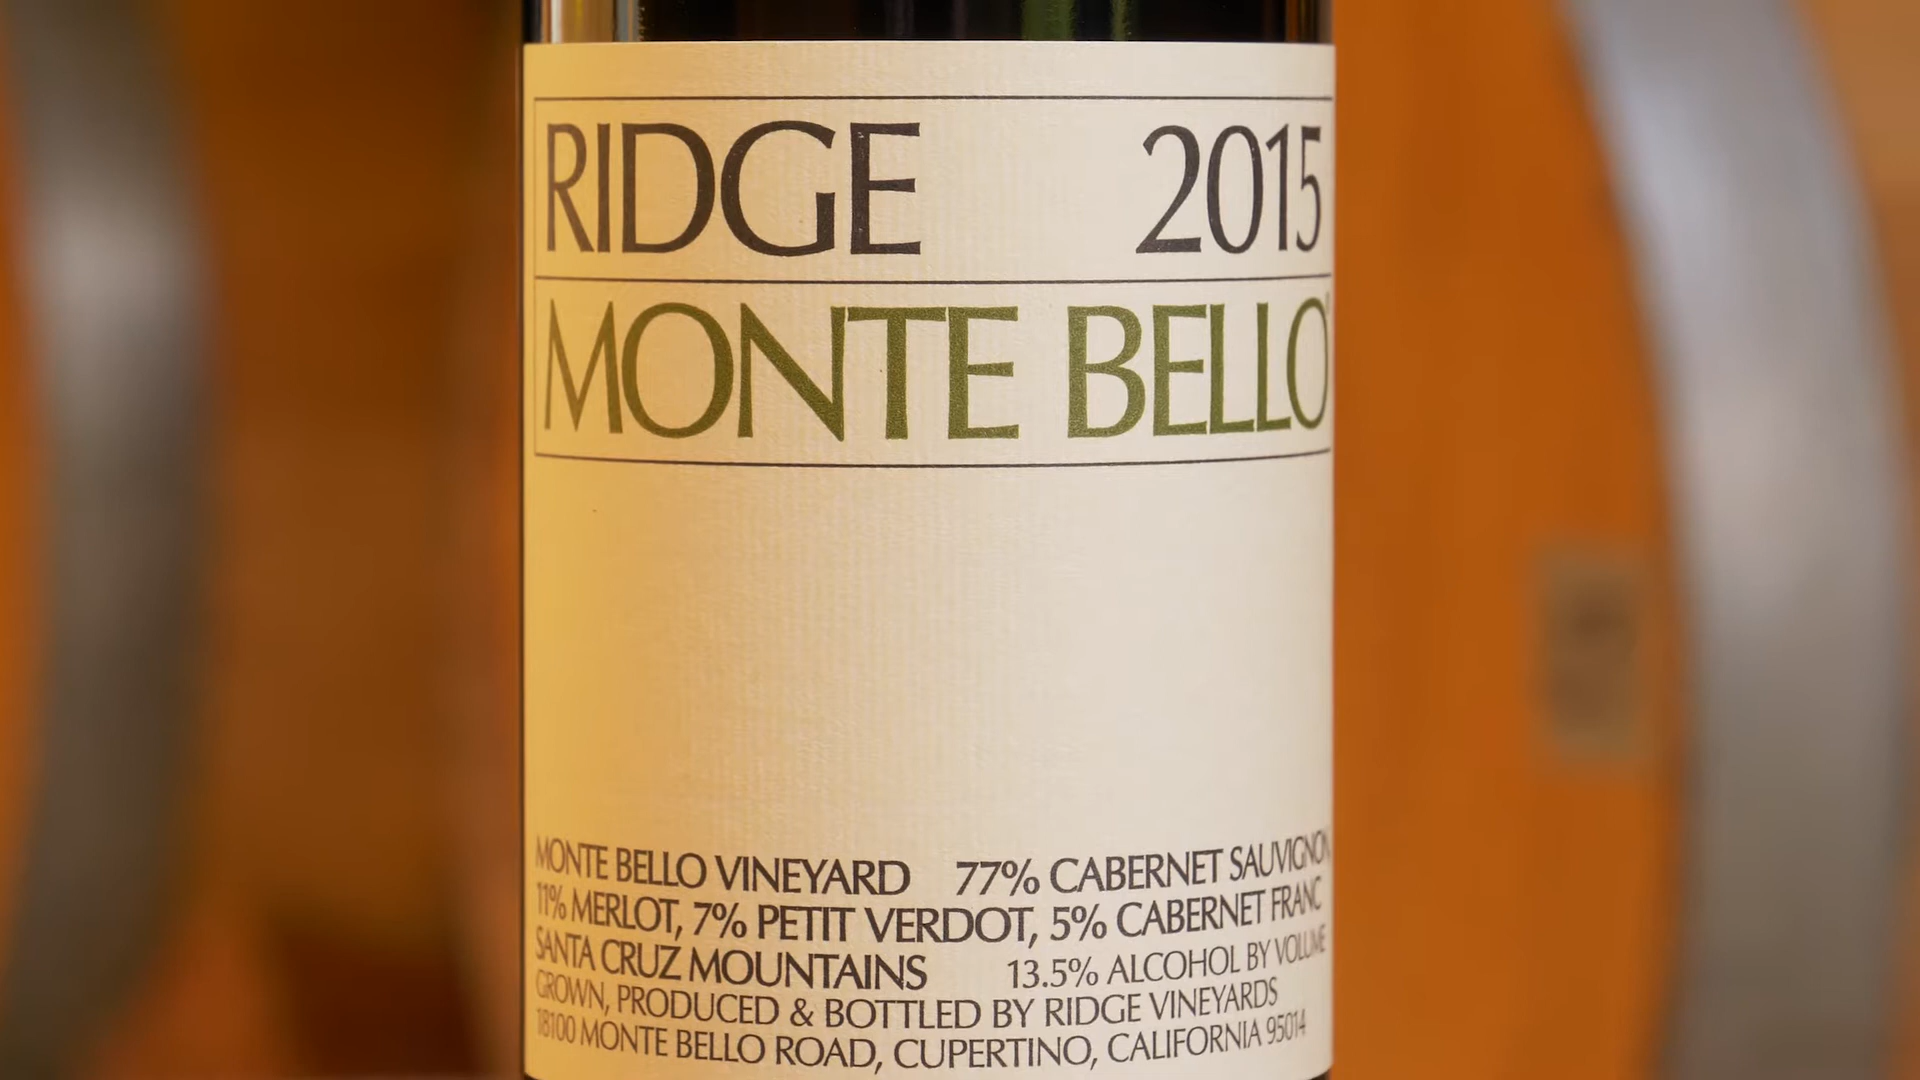 RIDGE 2015
MONTE BELLO
MONTE BELLO VINEYARD 77% CABERNET SAUVIGNON
11% MERLOT, 7% PETIT VERDOT, 5% CABERNET FRANC
SANTA CRUZ MOUNTAINS 13.5% ALCOHOL BY VOLUME
GROWN, PRODUCED & BOTTLED BY RIDGE VINEYARDS
18100 MONTE BELLO ROAD, CUPERTINO, CALIFORNIA 95014